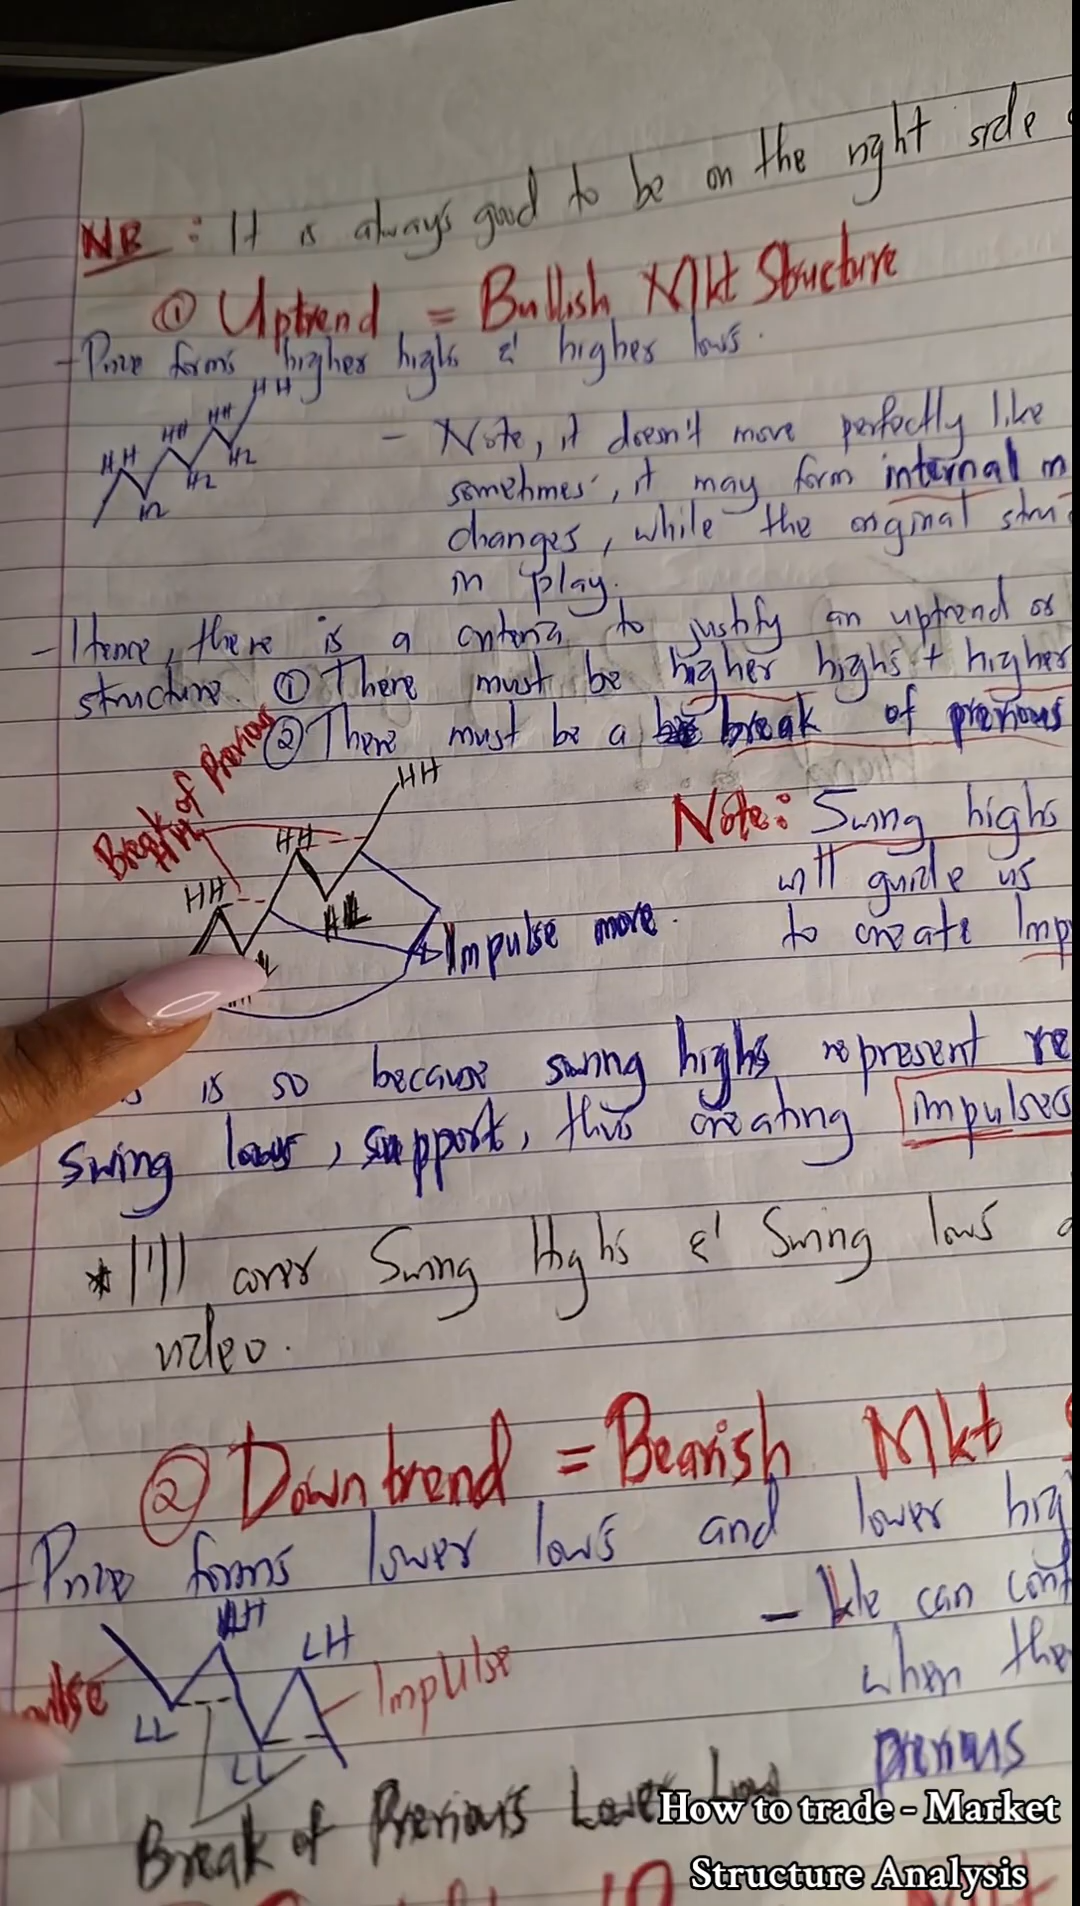 NB : It is always good to be on the right side
① Uptrend = Bullish Mkt Structure
- Price forms higher highs & higher lows.
HH
HH
HH
HH
HL
HL
HL
- Note, it doesn't move perfectly like
sometimes, it may form internal m
changes, while the original stru
in play.
- Hence, there is a criteria to justify an uptrend or
structure. ① There must be higher highs + higher
② There must be a break of previous
Break of Previous
HH
HH
HH
HH
HL
Impulse move.
Note: Swing highs
will guide us
to create Imp
is so because swing highs represent re
swing lows, support, thus creating impulses
* I'll cover Swing Highs & Swing lows
video.
② Downtrend = Bearish Mkt
- Price forms lower lows and lower hig
LH
LH
LL
LL
Impulse
- We can conf
when the
previous
Break of Previous Lower Low
How to trade - Market
Structure Analysis